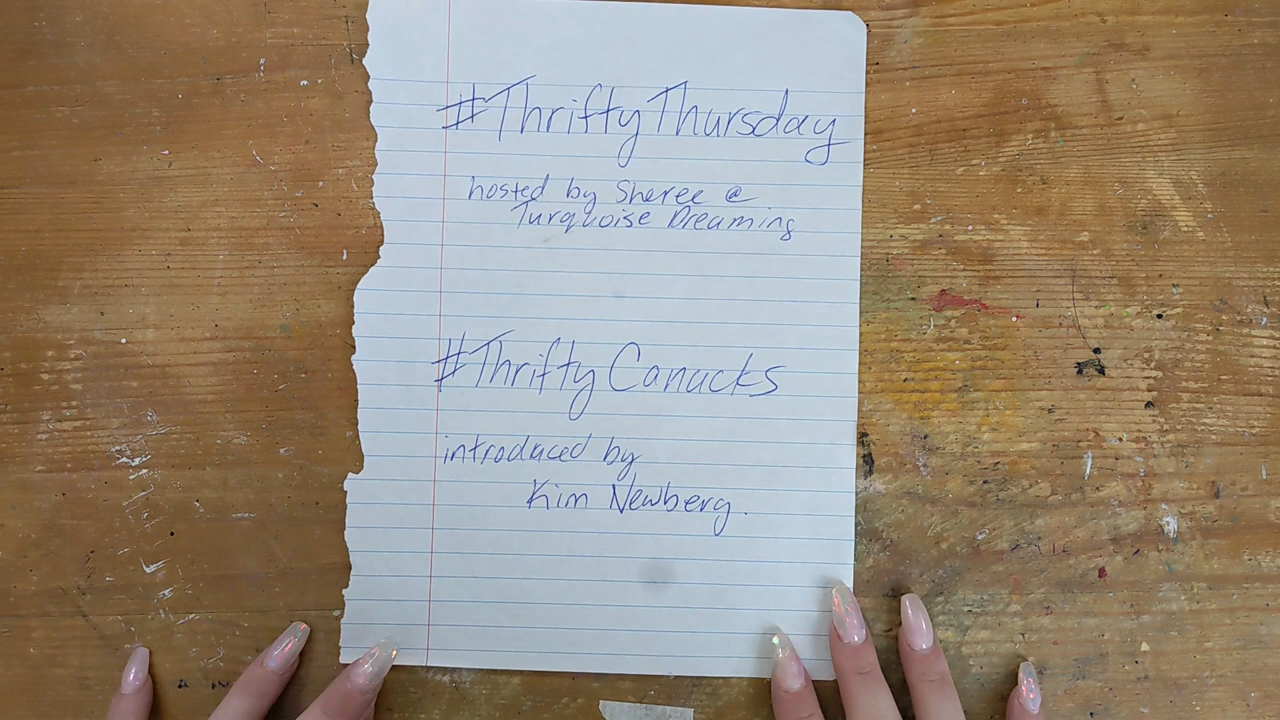 #ThriftyThursday
hosted by Sheree @
Turquoise Dreaming
#ThriftyCanucks
introduced by
Kim Newberg.